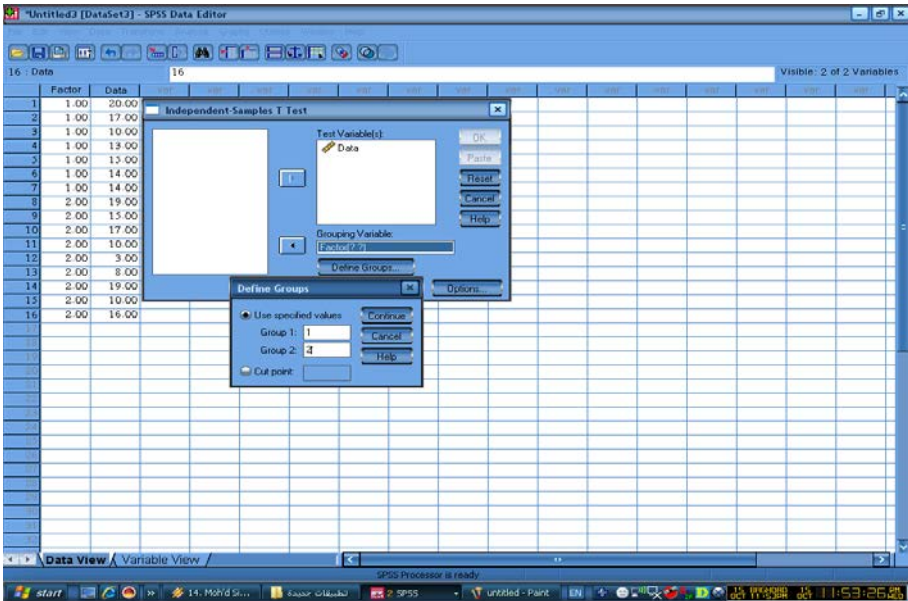 *Untitled3 [DataSet3] - SPSS Data Editor
16 : Data
16
Visible: 2 of 2 Variables
Factor Data
1 1.00 20.00
2 1.00 17.00
3 1.00 10.00
4 1.00 13.00
5 1.00 15.00
6 1.00 14.00
7 1.00 14.00
8 2.00 19.00
9 2.00 15.00
10 2.00 17.00
11 2.00 10.00
12 2.00 3.00
13 2.00 8.00
14 2.00 19.00
15 2.00 10.00
16 2.00 16.00
Independent-Samples T Test
Test Variable(s):
Data
OK
Paste
Reset
Cancel
Help
Grouping Variable:
Factor(? ?)
Define Groups...
Options...
Define Groups
Use specified values
Group 1: 1
Group 2: 2
Cut point:
Continue
Cancel
Help
Data View Variable View
SPSS Processor is ready
start
14. Moh'd Si...
تطبيقات جديدة
2 SPSS
untitled - Paint
EN
11:53:26